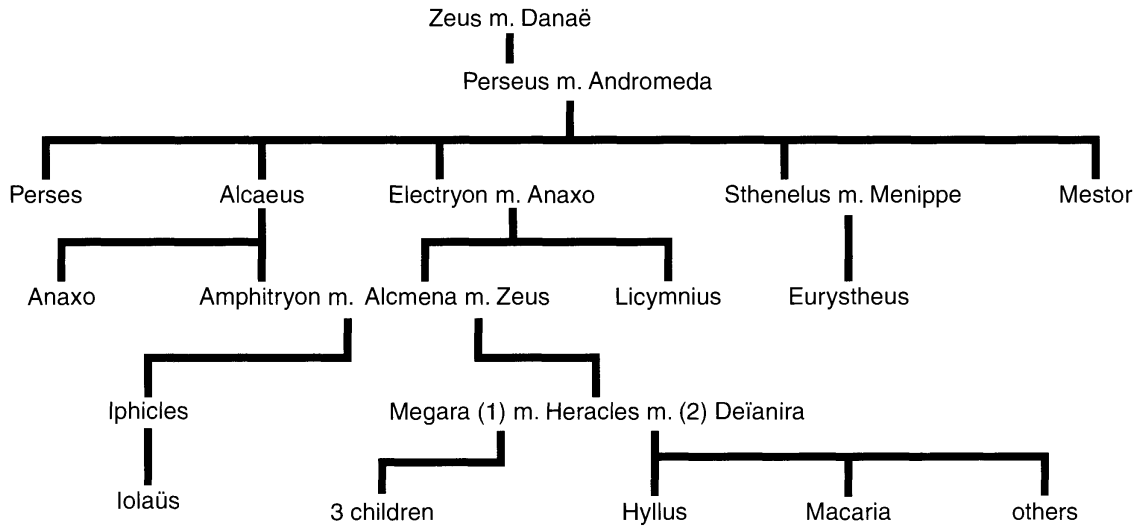 Zeus m. Danaë
Perseus m. Andromeda
Perses Alcaeus Electryon m. Anaxo Sthenelus m. Menippe Mestor
Anaxo Amphitryon m. Alcmena m. Zeus Licymnius Eurystheus
Iphicles Megara (1) m. Heracles m. (2) Deïanira
Iolaüs 3 children Hyllus Macaria others